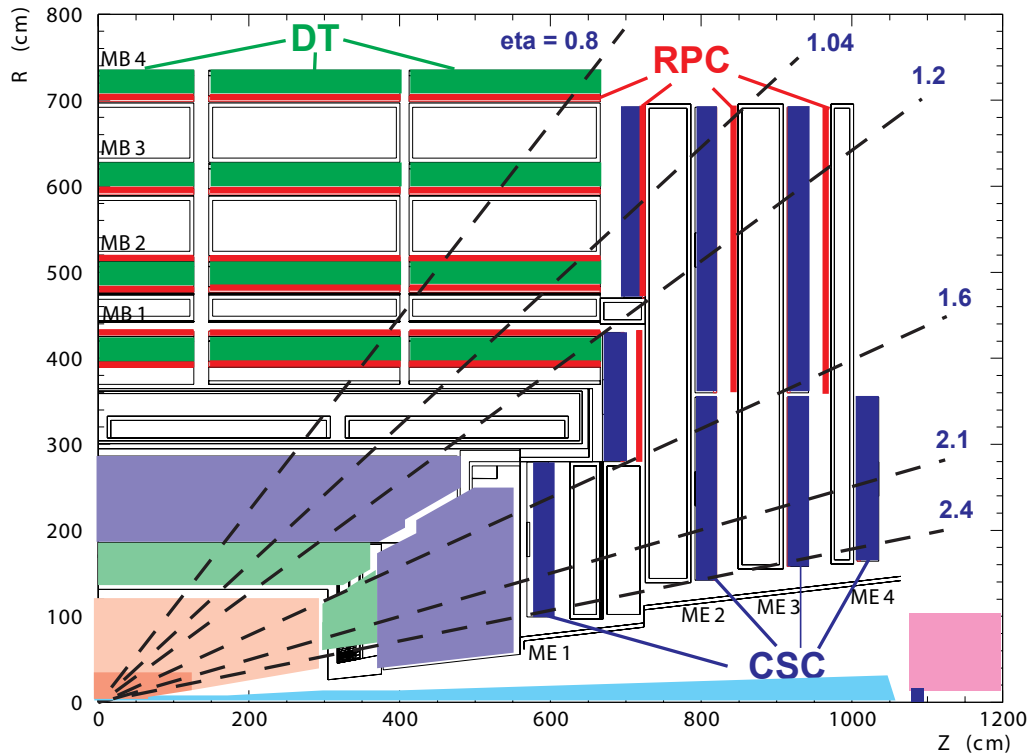 R (cm)
800
700
600
500
400
300
200
100
0
0
200
400
600
800
1000
1200
Z (cm)
MB 4
MB 3
MB 2
MB 1
DT
eta = 0.8
1.04
1.2
RPC
1.6
2.1
2.4
ME 1
ME 2
ME 3
ME 4
CSC